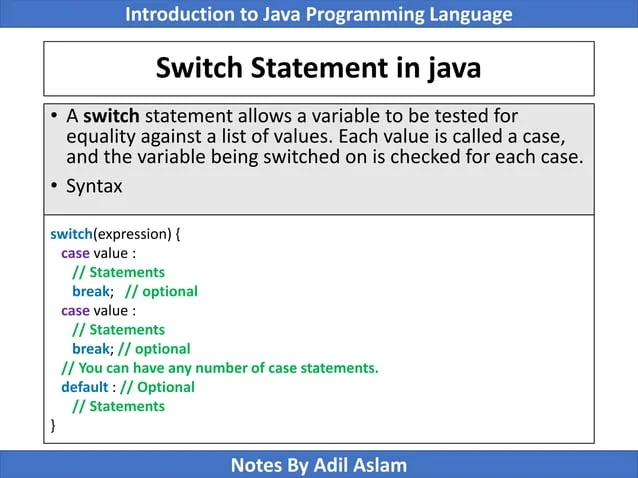 Introduction to Java Programming Language
Switch Statement in java
• A switch statement allows a variable to be tested for
equality against a list of values. Each value is called a case,
and the variable being switched on is checked for each case.
• Syntax
switch(expression) {
case value :
// Statements
break; // optional
case value :
// Statements
break; // optional
// You can have any number of case statements.
default : // Optional
// Statements
}
Notes By Adil Aslam